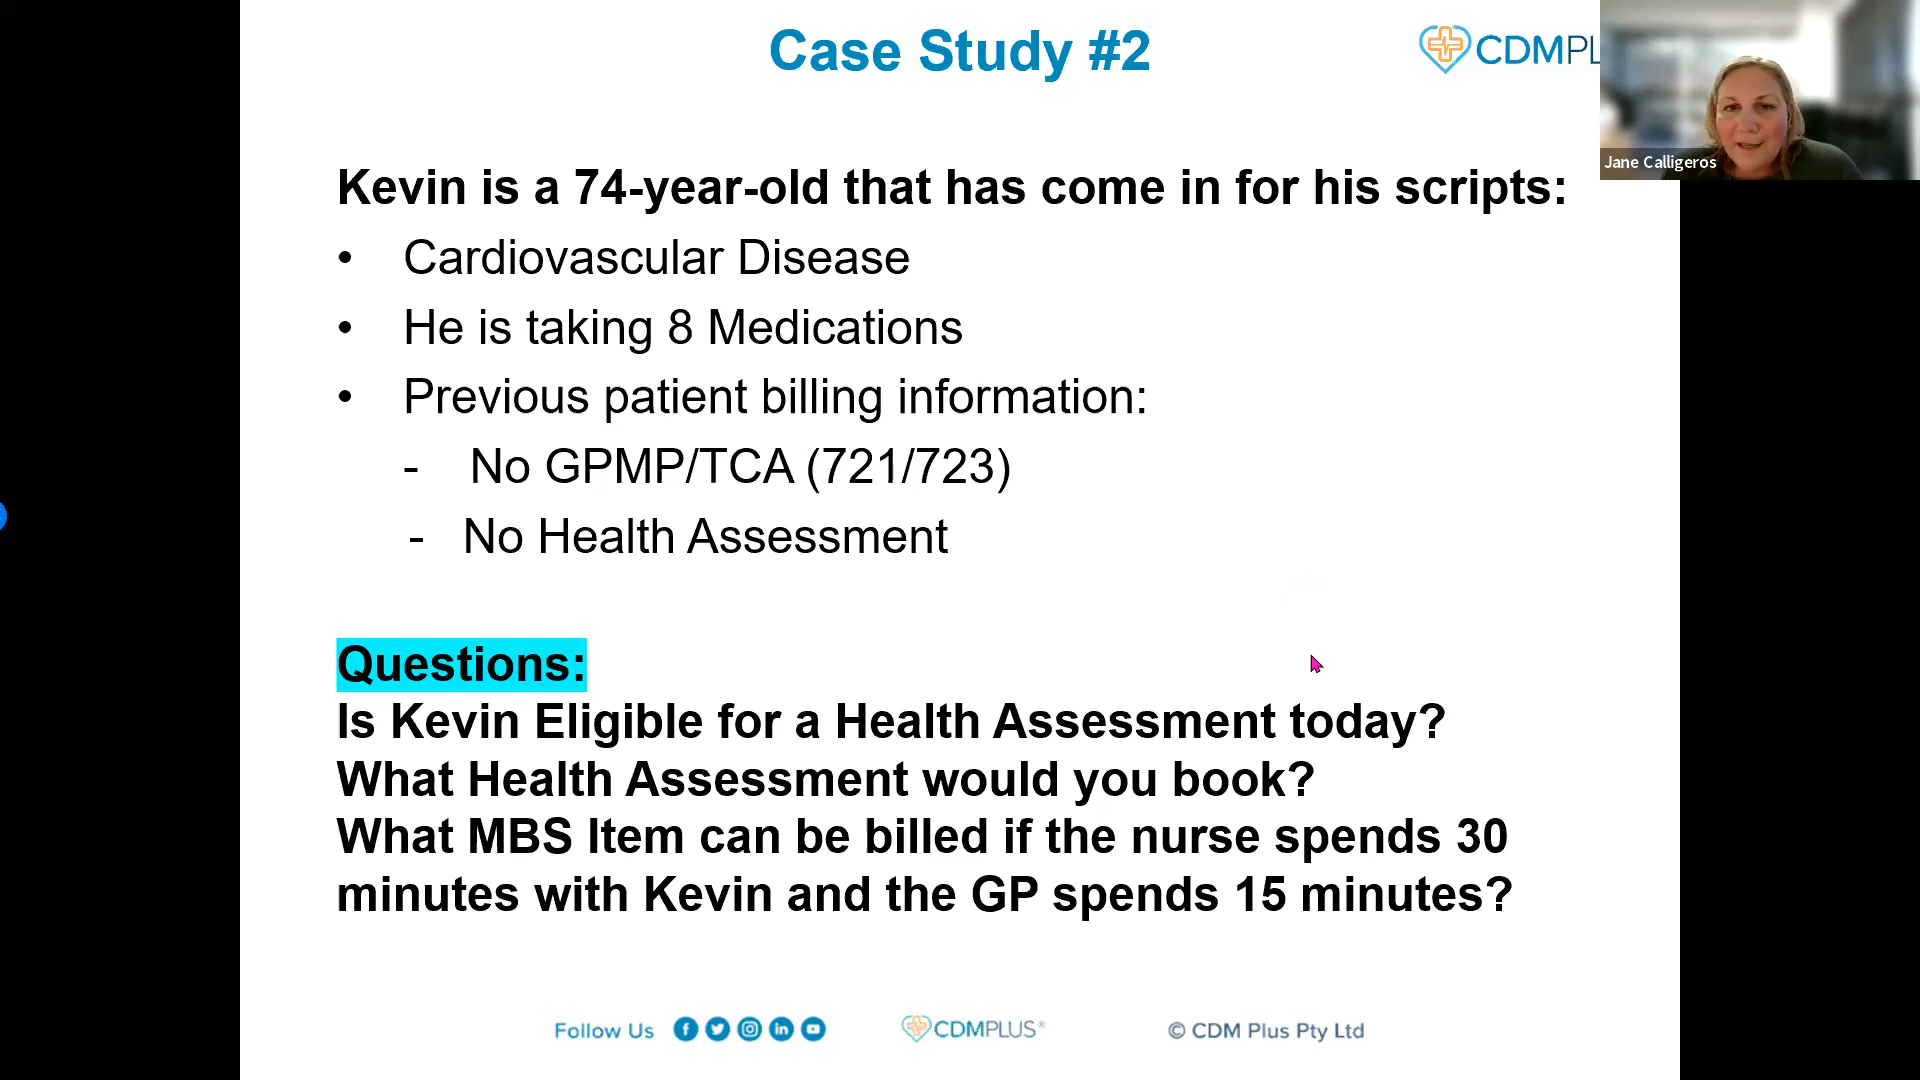 Case Study #2
CDMPL
Jane Calligeros
Kevin is a 74-year-old that has come in for his scripts:
• Cardiovascular Disease
• He is taking 8 Medications
• Previous patient billing information:
- No GPMP/TCA (721/723)
- No Health Assessment
Questions:
Is Kevin Eligible for a Health Assessment today?
What Health Assessment would you book?
What MBS Item can be billed if the nurse spends 30
minutes with Kevin and the GP spends 15 minutes?
Follow Us
CDMPLUS®
© CDM Plus Pty Ltd